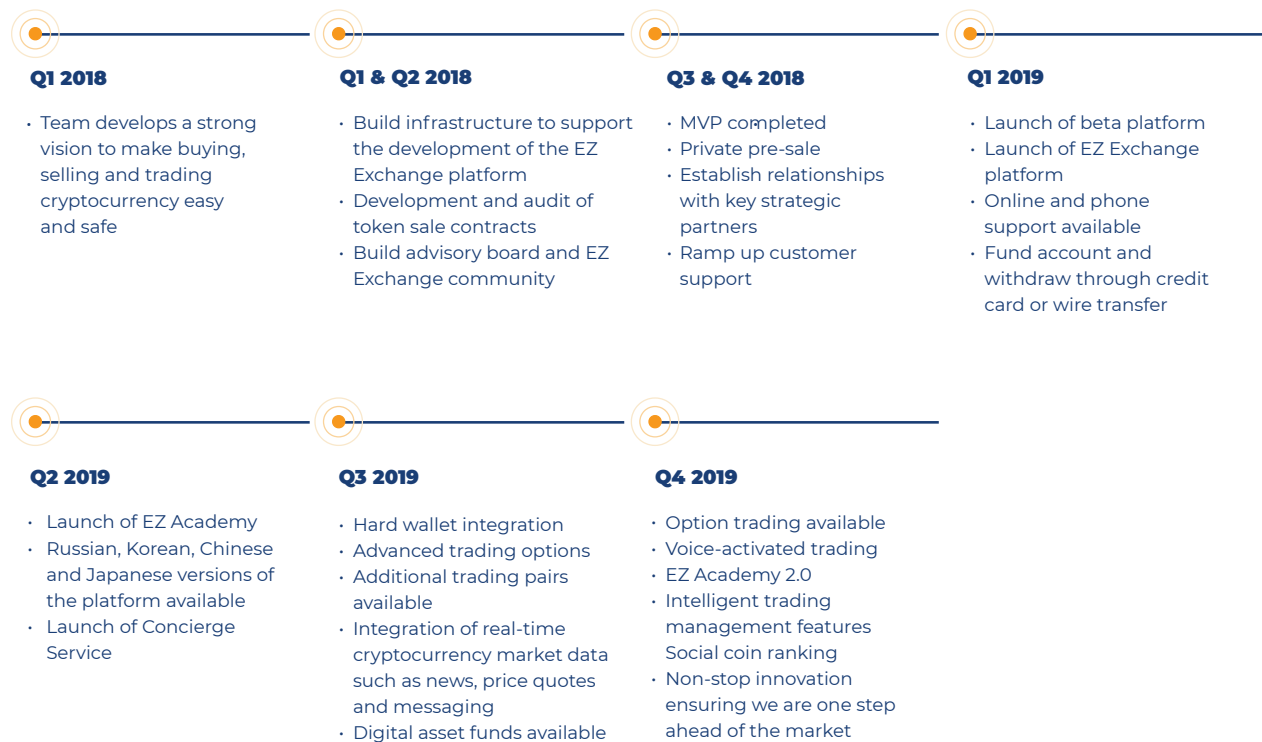 Q1 2018
• Team develops a strong
vision to make buying,
selling and trading
cryptocurrency easy
and safe
Q1 & Q2 2018
• Build infrastructure to support
the development of the EZ
Exchange platform
• Development and audit of
token sale contracts
• Build advisory board and EZ
Exchange community
Q3 & Q4 2018
• MVP completed
• Private pre-sale
• Establish relationships
with key strategic
partners
• Ramp up customer
support
Q1 2019
• Launch of beta platform
• Launch of EZ Exchange
platform
• Online and phone
support available
• Fund account and
withdraw through credit
card or wire transfer
Q2 2019
• Launch of EZ Academy
• Russian, Korean, Chinese
and Japanese versions of
the platform available
• Launch of Concierge
Service
Q3 2019
• Hard wallet integration
• Advanced trading options
• Additional trading pairs
available
• Integration of real-time
cryptocurrency market data
such as news, price quotes
and messaging
• Digital asset funds available
Q4 2019
• Option trading available
• Voice-activated trading
• EZ Academy 2.0
• Intelligent trading
management features
Social coin ranking
• Non-stop innovation
ensuring we are one step
ahead of the market